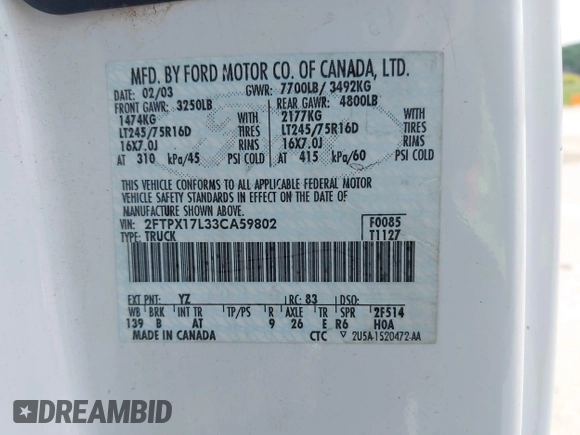 MFD. BY FORD MOTOR CO. OF CANADA, LTD.
DATE: 02/03 GVWR: 7700LB/ 3492KG
FRONT GAWR: 3250LB REAR GAWR: 4800LB
1474KG WITH 2177KG WITH
LT245/75R16D TIRES LT245/75R16D TIRES
16X7.0J RIMS 16X7.0J RIMS
AT 310 kPa/45 PSI COLD AT 415 kPa/60 PSI COLD
THIS VEHICLE CONFORMS TO ALL APPLICABLE FEDERAL MOTOR
VEHICLE SAFETY STANDARDS IN EFFECT ON THE DATE OF
MANUFACTURE SHOWN ABOVE.
VIN: 2FTPX17L33CA59802 F0085
TYPE: TRUCK T1127
EXT PNT: YZ RC: 83 DSO:
WB BRK INT TR TP/PS R AXLE TR SPR 2F514
139 B AT 9 26 E R6 H0A
MADE IN CANADA CTC ▽ 2U5A-1520472-AA
DREAMBID